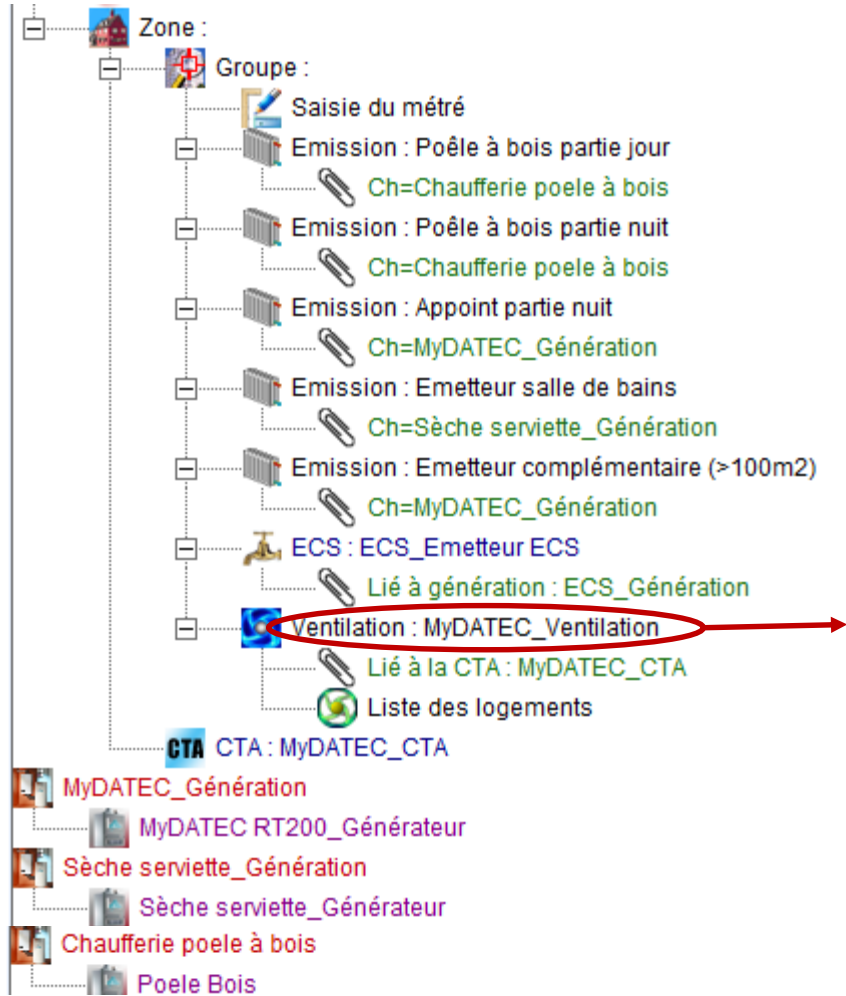 Zone :
Groupe :
Saisie du métré
Emission : Poêle à bois partie jour
Ch=Chaufferie poele à bois
Emission : Poêle à bois partie nuit
Ch=Chaufferie poele à bois
Emission : Appoint partie nuit
Ch=MyDATEC_Génération
Emission : Emetteur salle de bains
Ch=Sèche serviette_Génération
Emission : Emetteur complémentaire (>100m2)
Ch=MyDATEC_Génération
ECS : ECS_Emetteur ECS
Lié à génération : ECS_Génération
Ventilation : MyDATEC_Ventilation
Lié à la CTA : MyDATEC_CTA
Liste des logements
CTA CTA : MyDATEC_CTA
MyDATEC_Génération
MyDATEC RT200_Générateur
Sèche serviette_Génération
Sèche serviette_Générateur
Chaufferie poele à bois
Poele Bois